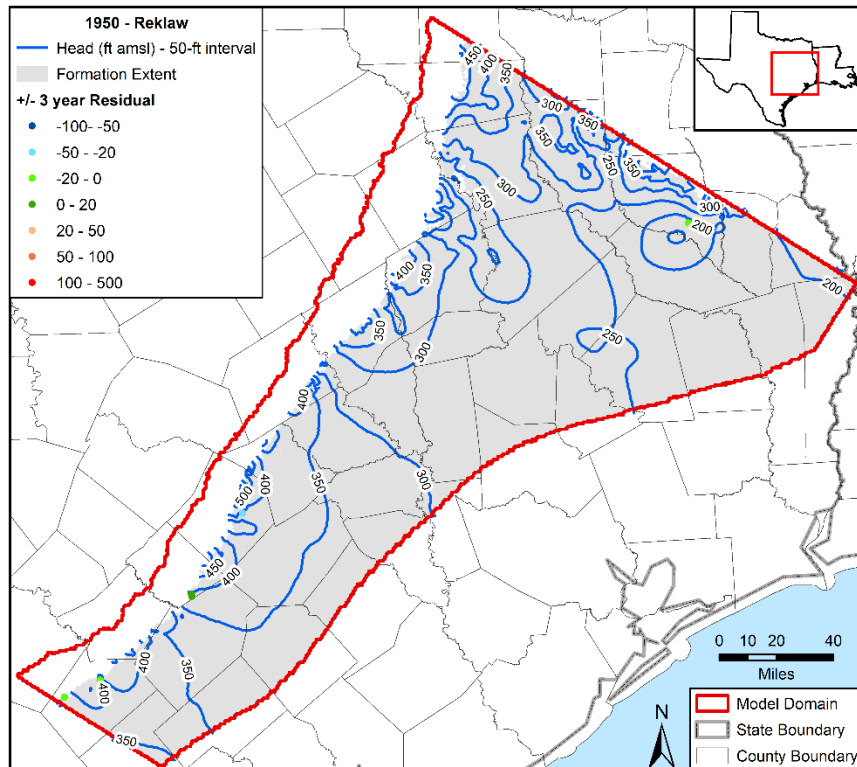 1950 - Reklaw
Head (ft amsl) - 50-ft interval
Formation Extent
+/- 3 year Residual
-100- -50
-50 - -20
-20 - 0
0 - 20
20 - 50
50 - 100
100 - 500
450
400
350
300
350
350
250
350
300
250
300
200
200
400
350
350
300
250
400
350
300
400
500
450
400
400
350
400
350
0 10 20 40
Miles
N
Model Domain
State Boundary
County Boundary